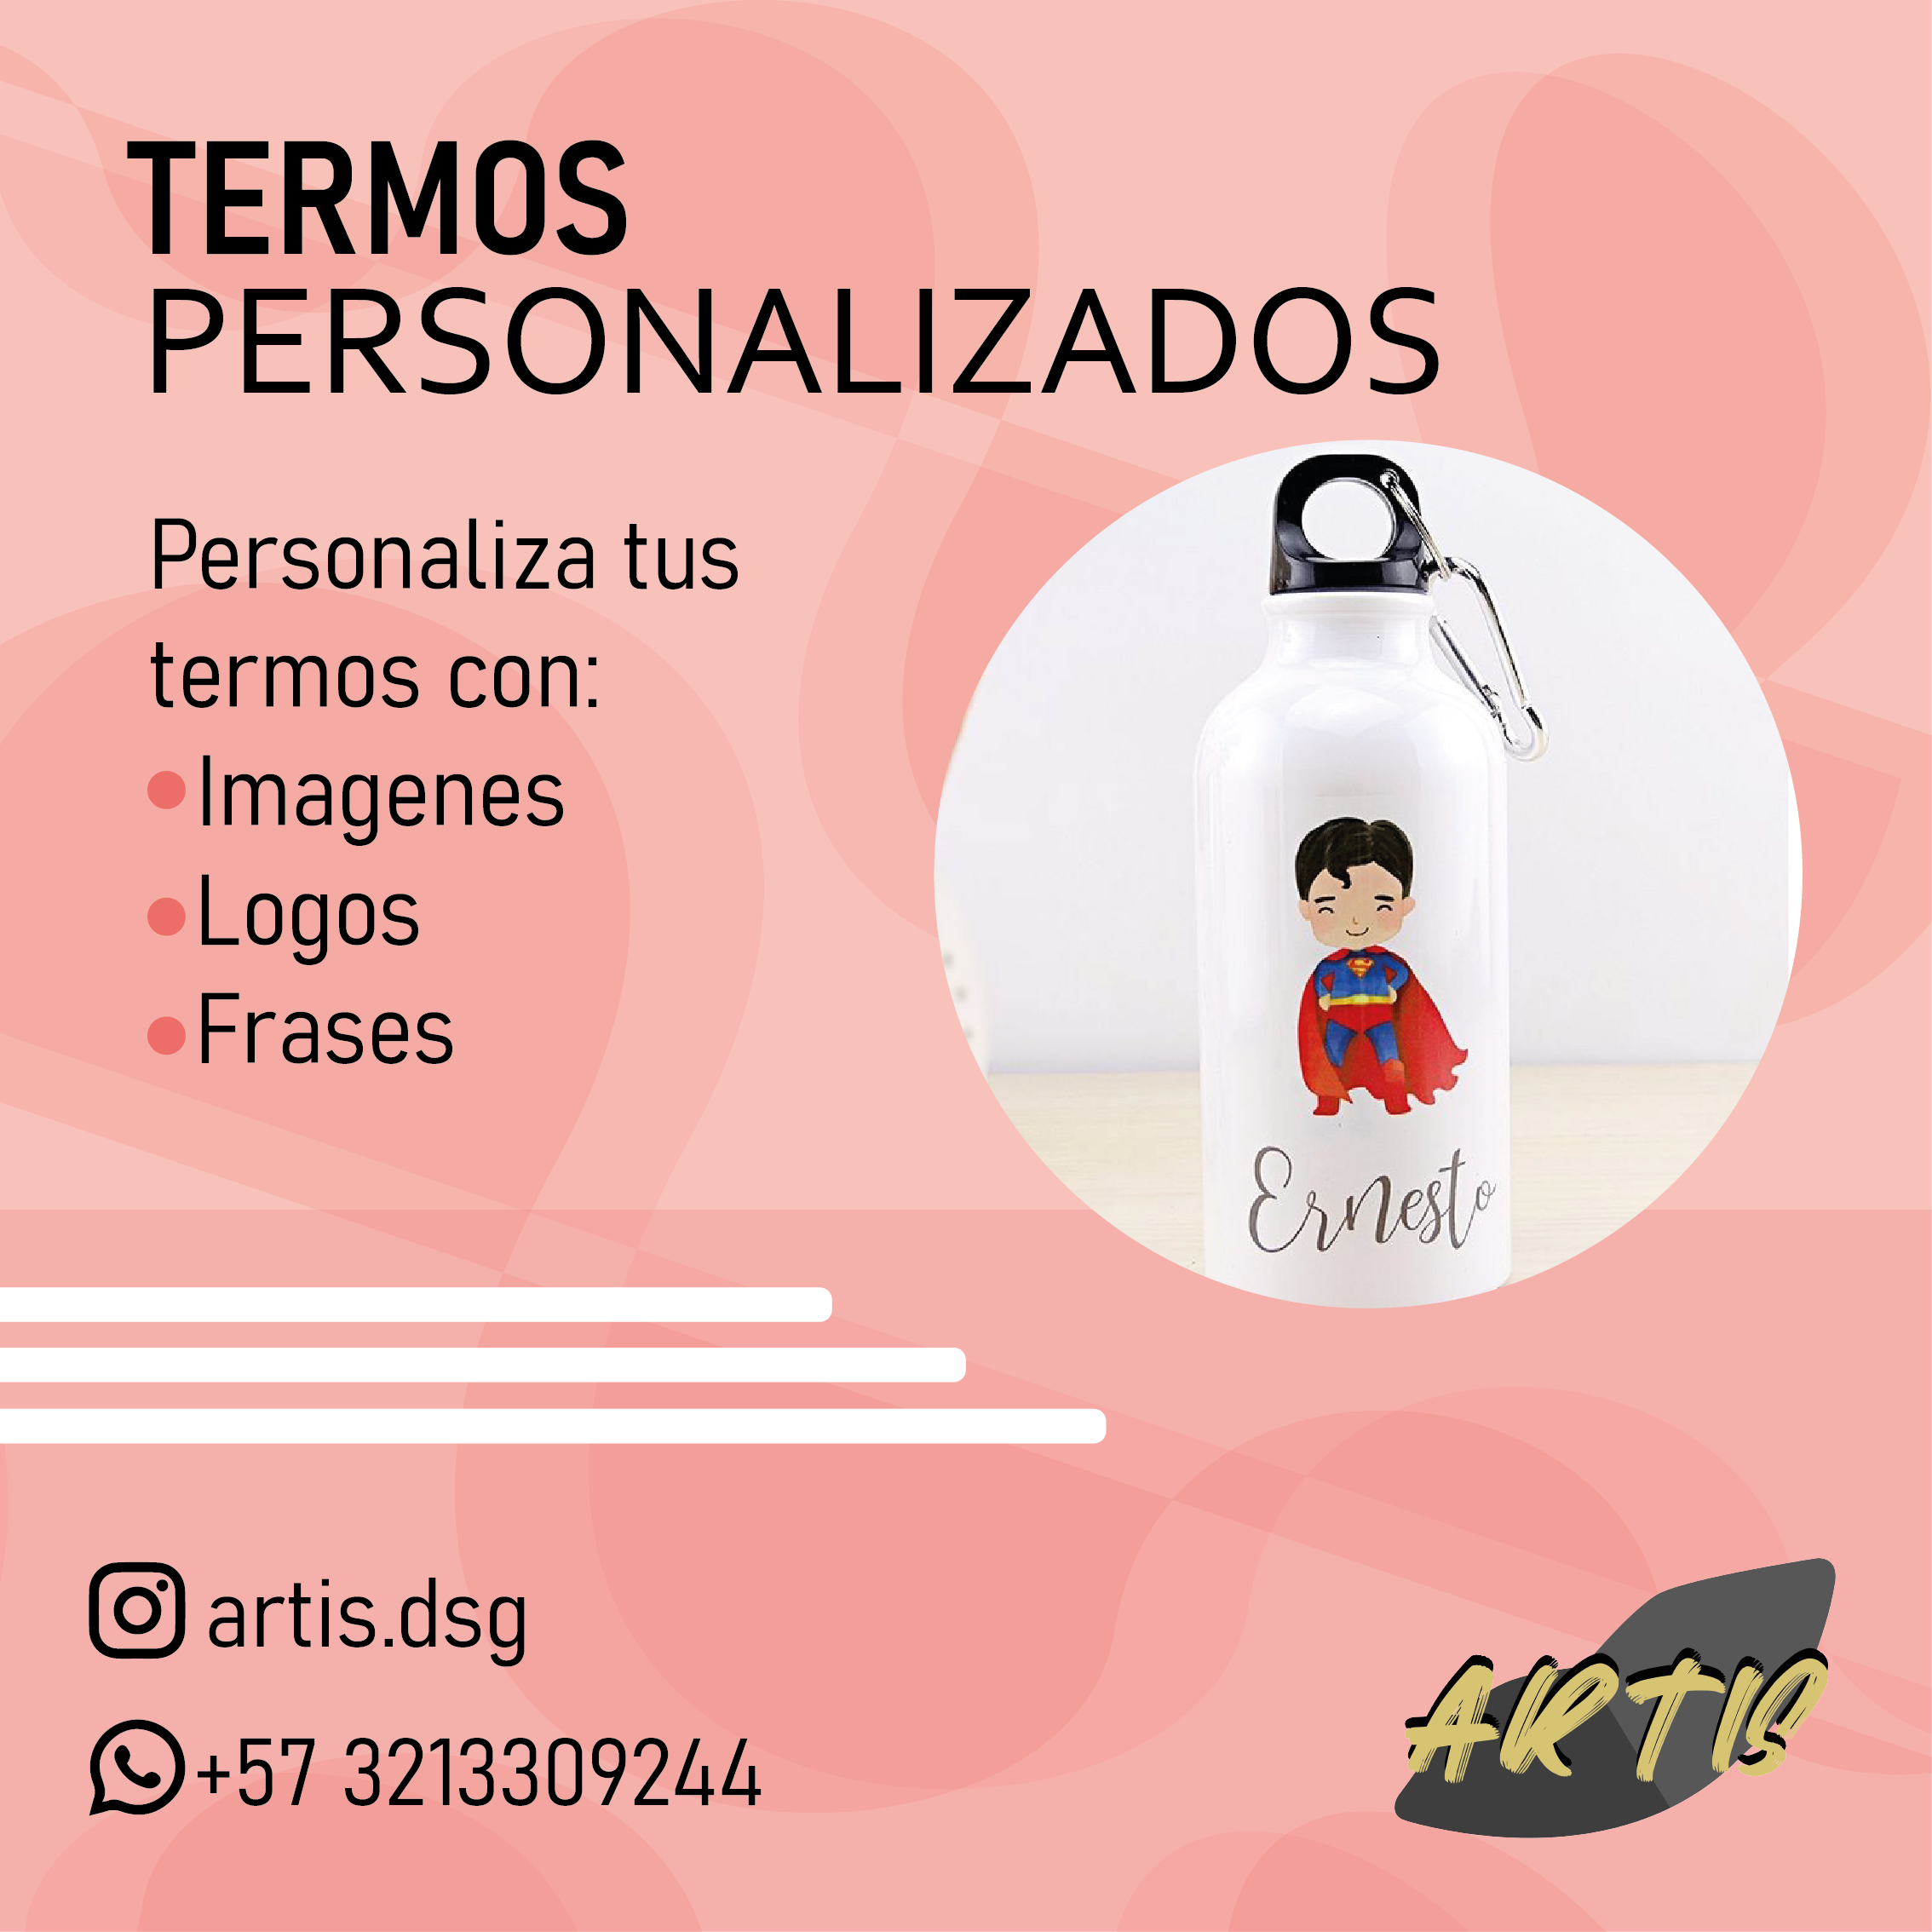 TERMOS
PERSONALIZADOS
Personaliza tus
termos con:
Imagenes
Logos
Frases
Ernesto
artis.dsg
+57 3213309244
ARTIS